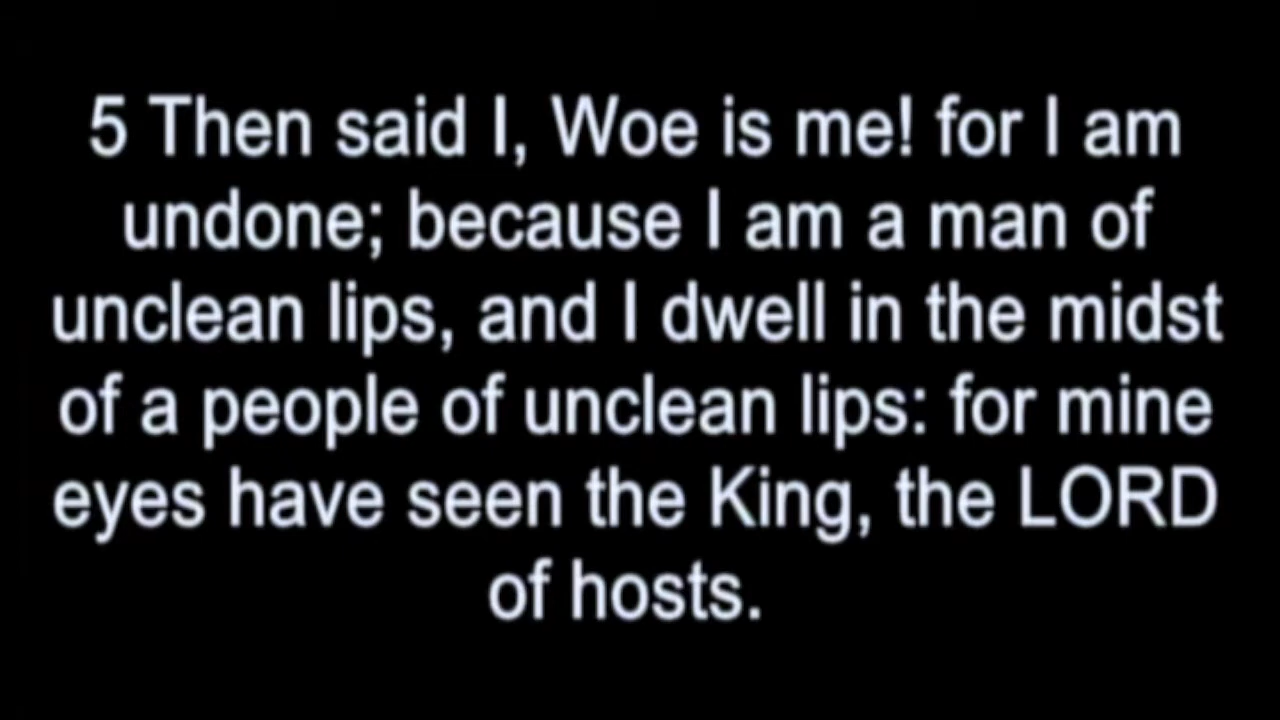 5 Then said I, Woe is me! for I am
undone; because I am a man of
unclean lips, and I dwell in the midst
of a people of unclean lips: for mine
eyes have seen the King, the LORD
of hosts.